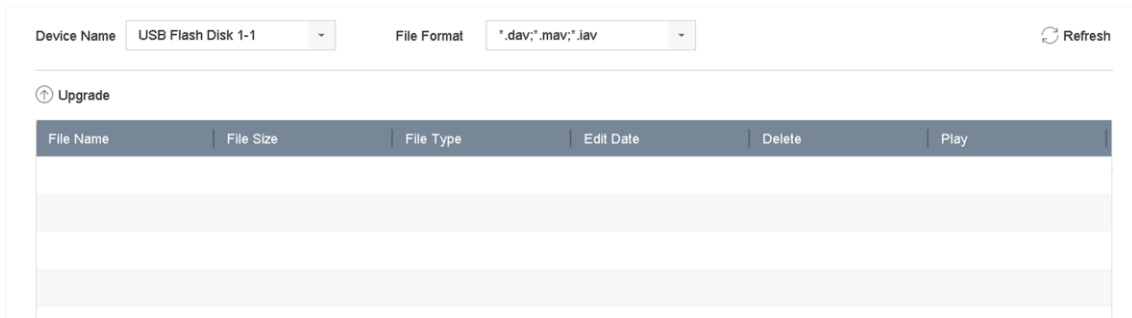 Device Name USB Flash Disk 1-1 File Format *.dav;*.mav;*.iav Refresh
Upgrade
File Name File Size File Type Edit Date Delete Play